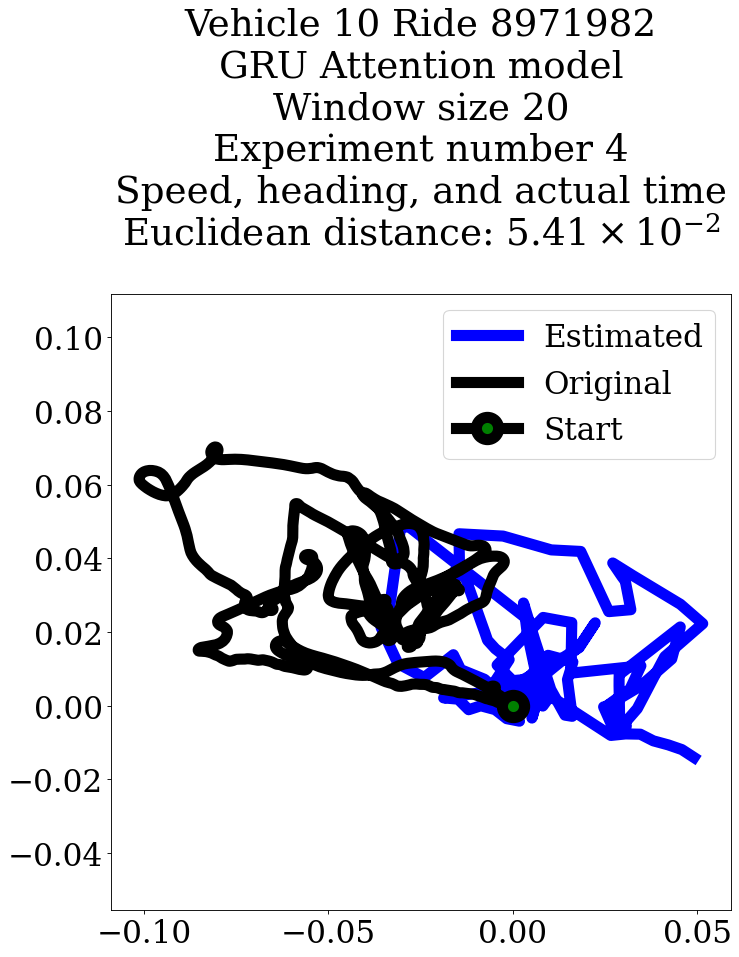 Vehicle 10 Ride 8971982
GRU Attention model
Window size 20
Experiment number 4
Speed, heading, and actual time
Euclidean distance: 5.41 × 10⁻²
Estimated
Original
Start
0.10
0.08
0.06
0.04
0.02
0.00
−0.02
−0.04
−0.10 −0.05 0.00 0.05